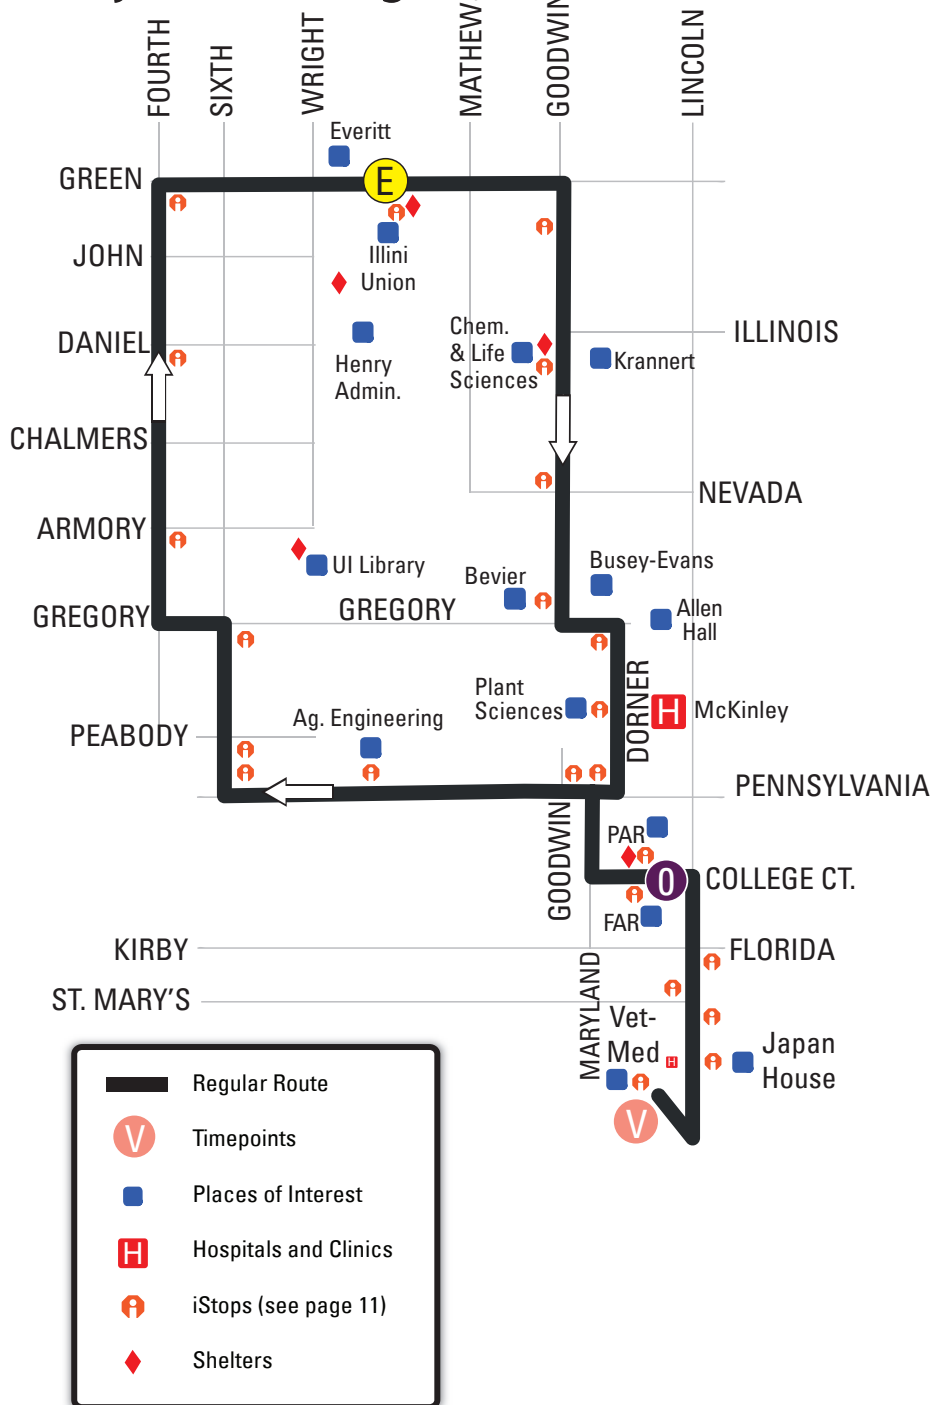 FOURTH
SIXTH
WRIGHT
MATHEW
GOODWIN
LINCOLN
Everitt
GREEN
E
JOHN
Illini
Union
DANIEL
Henry
Admin.
Chem.
& Life
Sciences
ILLINOIS
Krannert
CHALMERS
NEVADA
ARMORY
UI Library
Bevier
Busey-Evans
GREGORY
GREGORY
Allen
Hall
DORNER
Plant
Sciences
H McKinley
PEABODY
Ag. Engineering
PENNSYLVANIA
GOODWIN
PAR
O
COLLEGE CT.
FAR
KIRBY
FLORIDA
ST. MARY'S
MARYLAND
Vet-
Med
H
Japan
House
V
Regular Route
V Timepoints
Places of Interest
H Hospitals and Clinics
iStops (see page 11)
Shelters